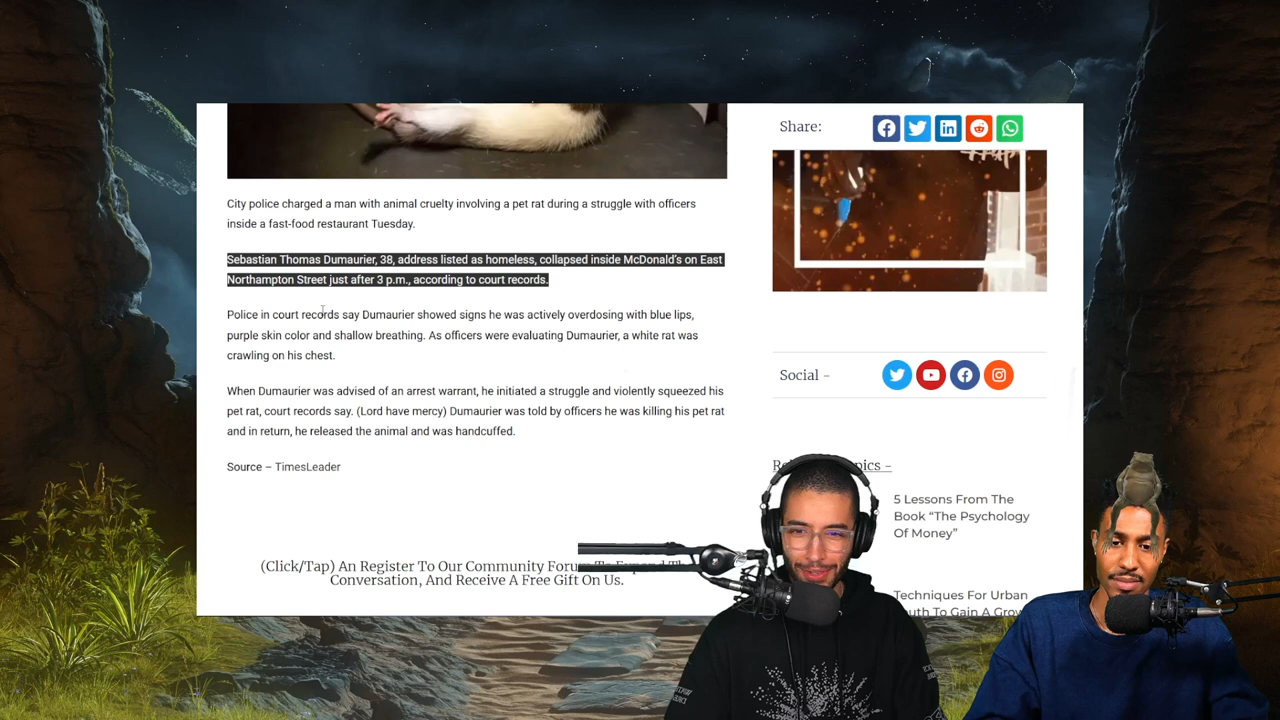 Share:
City police charged a man with animal cruelty involving a pet rat during a struggle with officers
inside a fast-food restaurant Tuesday.
Sebastian Thomas Dumaurier, 38, address listed as homeless, collapsed inside McDonald's on East
Northampton Street just after 3 p.m., according to court records.
Police in court records say Dumaurier showed signs he was actively overdosing with blue lips,
purple skin color and shallow breathing. As officers were evaluating Dumaurier, a white rat was
crawling on his chest.
When Dumaurier was advised of an arrest warrant, he initiated a struggle and violently squeezed his
pet rat, court records say. (Lord have mercy) Dumaurier was told by officers he was killing his pet rat
and in return, he released the animal and was handcuffed.
Source – TimesLeader
(Click/Tap) An Register To Our Community Forum To
Conversation, And Receive A Free Gift On Us.
Social -
5 Lessons From The
Book “The Psychology
Of Money”
Techniques For Urban
To Gain A